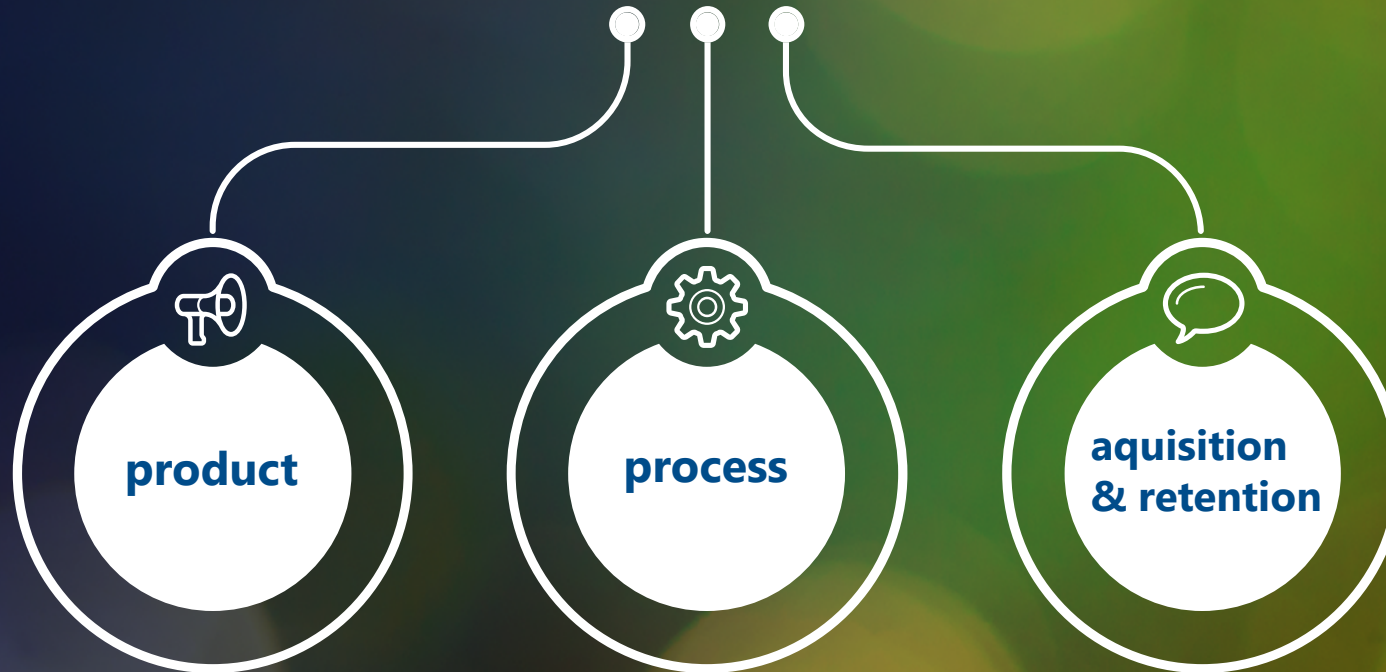 product
process
aquisition
& retention